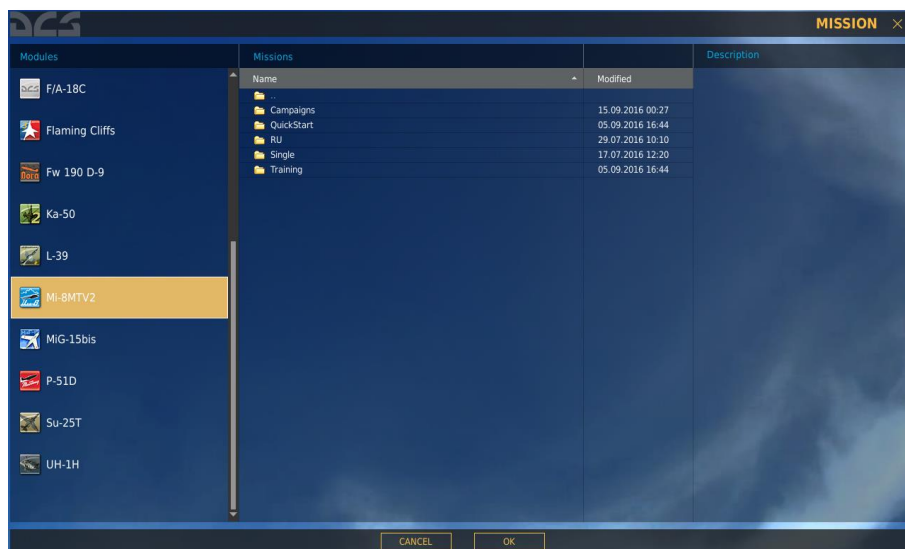 DCS
MISSION
Modules
Missions
Description
F/A-18C
Flaming Cliffs
Fw 190 D-9
Ka-50
L-39
Mi-8MTV2
MiG-15bis
P-51D
Su-25T
UH-1H
Name Modified
..
Campaigns 15.09.2016 00:27
QuickStart 05.09.2016 16:44
RU 29.07.2016 10:10
Single 17.07.2016 12:20
Training 05.09.2016 16:44
CANCEL OK